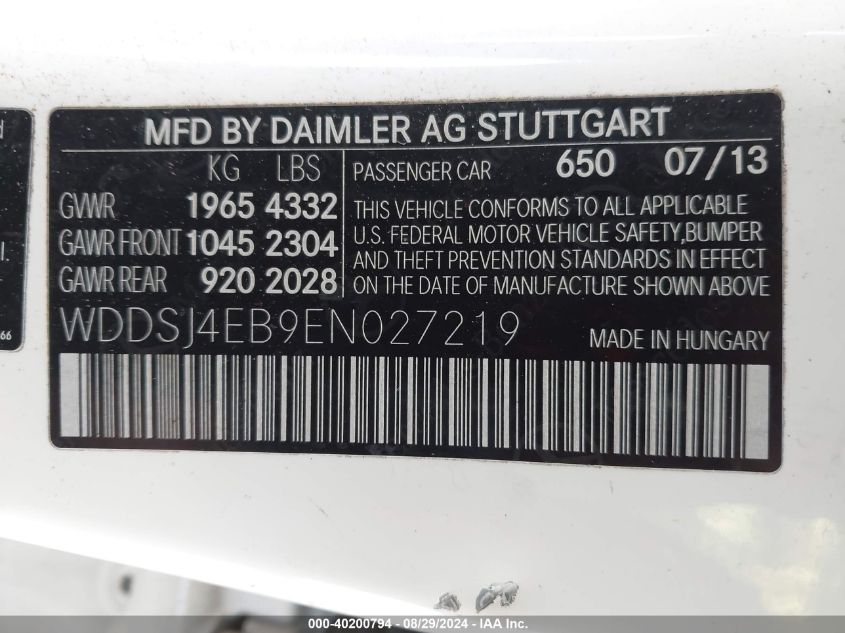 MFD BY DAIMLER AG STUTTGART
KG LBS
GVWR 1965 4332
GAWR FRONT 1045 2304
GAWR REAR 920 2028
PASSENGER CAR 650 07/13
THIS VEHICLE CONFORMS TO ALL APPLICABLE
U.S. FEDERAL MOTOR VEHICLE SAFETY,BUMPER
AND THEFT PREVENTION STANDARDS IN EFFECT
ON THE DATE OF MANUFACTURE SHOWN ABOVE
WDDSJ4EB9EN027219
MADE IN HUNGARY
66
000-40200794 - 08/29/2024 - IAA Inc.